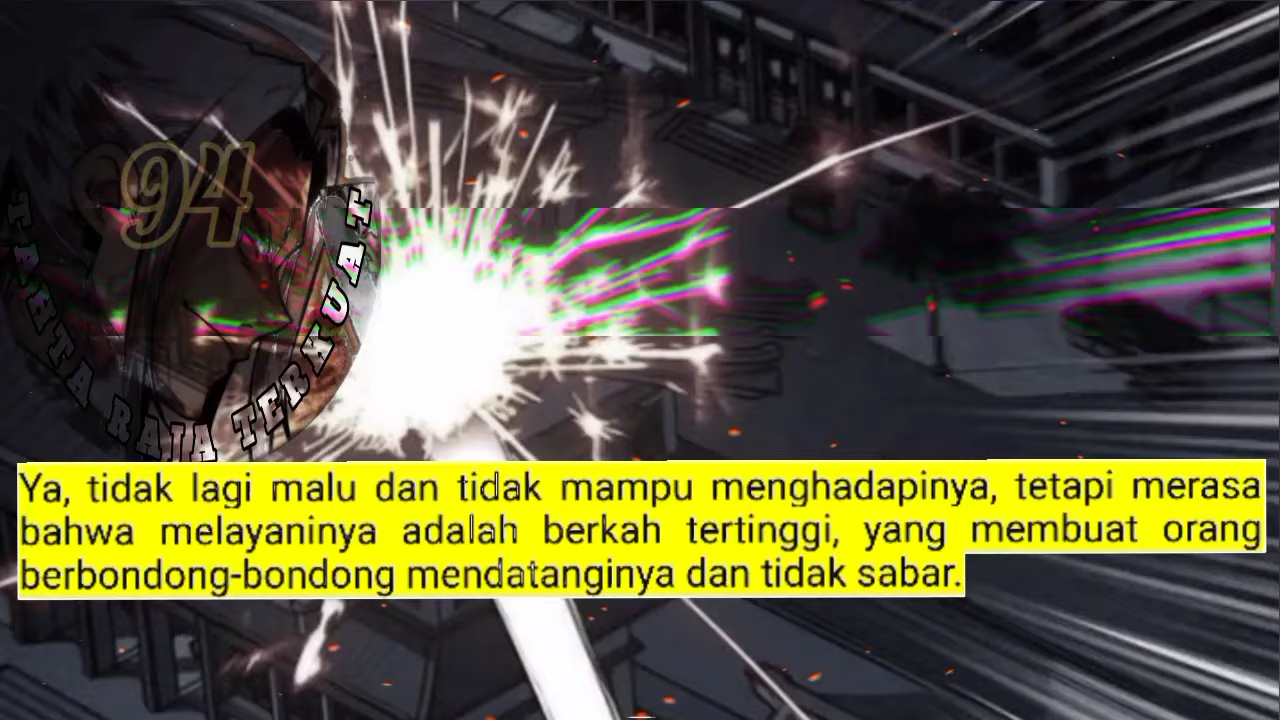 94
TAHTA RAJA TERKUAT
Ya, tidak lagi malu dan tidak mampu menghadapinya, tetapi merasa
bahwa melayaninya adalah berkah tertinggi, yang membuat orang
berbondong-bondong mendatanginya dan tidak sabar.